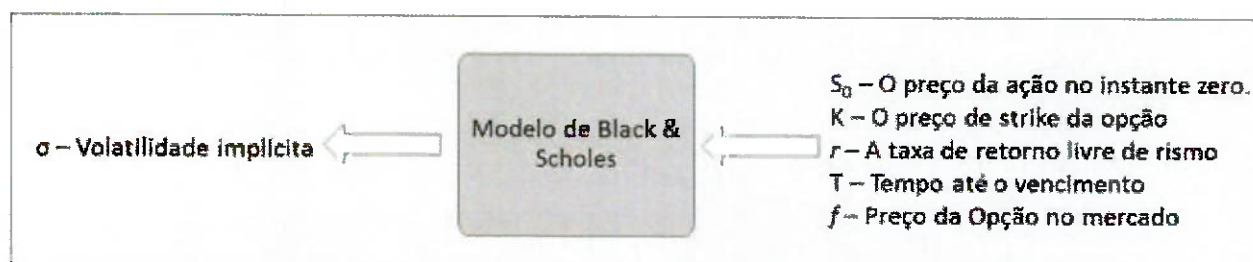 σ – Volatilidade implícita
Modelo de Black &
Scholes
S₀ – O preço da ação no instante zero.
K – O preço de strike da opção
r – A taxa de retorno livre de rismo
T – Tempo até o vencimento
f – Preço da Opção no mercado